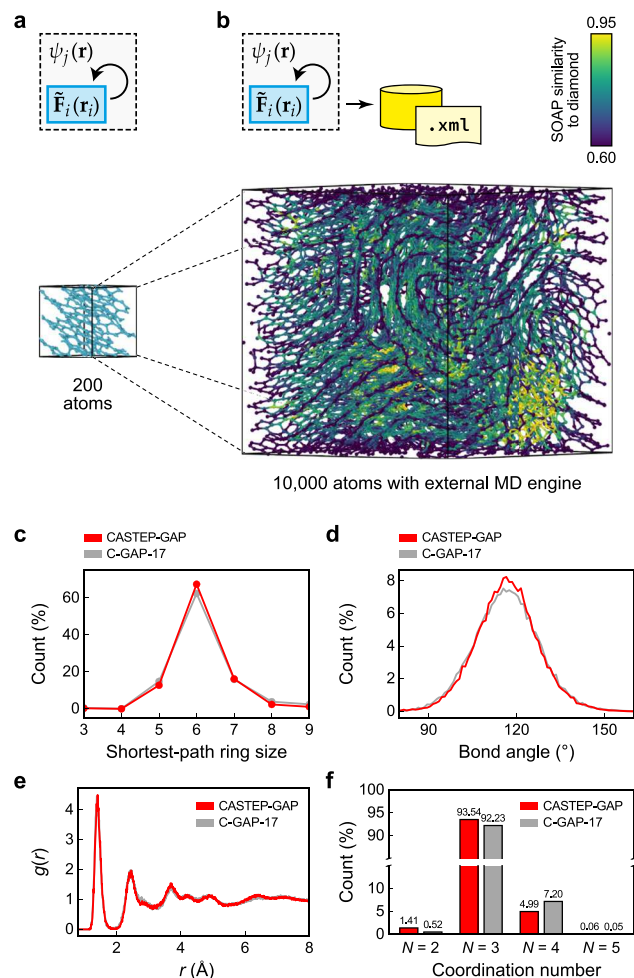 a
b
ψj(r)
F̃i(ri)
ψj(r)
F̃i(ri)
.xml
SOAP similarity
to diamond
0.95
0.60
200
atoms
10,000 atoms with external MD engine
c
CASTEP-GAP
C-GAP-17
Count (%)
60
40
20
0
3 4 5 6 7 8 9
Shortest-path ring size
d
CASTEP-GAP
C-GAP-17
Count (%)
8
6
4
2
0
90 120 150
Bond angle (°)
e
CASTEP-GAP
C-GAP-17
g(r)
4
3
2
1
0
2 4 6 8
r (Å)
f
CASTEP-GAP
C-GAP-17
Count (%)
100
95
90
10
5
0
1.41 0.52 93.54 92.23 4.99 7.20 0.06 0.05
N = 2 N = 3 N = 4 N = 5
Coordination number